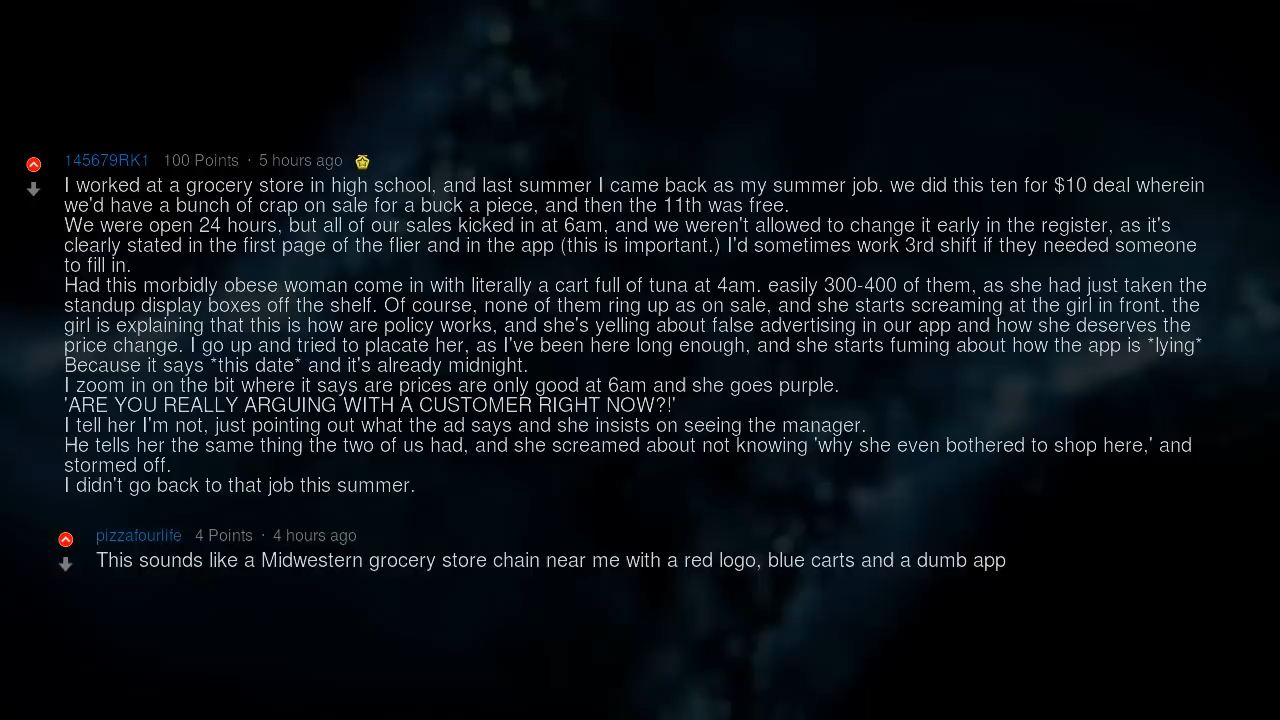 145679RK1 100 Points · 5 hours ago
I worked at a grocery store in high school, and last summer I came back as my summer job. we did this ten for $10 deal wherein
we'd have a bunch of crap on sale for a buck a piece, and then the 11th was free.
We were open 24 hours, but all of our sales kicked in at 6am, and we weren't allowed to change it early in the register, as it's
clearly stated in the first page of the flier and in the app (this is important.) I'd sometimes work 3rd shift if they needed someone
to fill in.
Had this morbidly obese woman come in with literally a cart full of tuna at 4am. easily 300-400 of them, as she had just taken the
standup display boxes off the shelf. Of course, none of them ring up as on sale, and she starts screaming at the girl in front. the
girl is explaining that this is how are policy works, and she's yelling about false advertising in our app and how she deserves the
price change. I go up and tried to placate her, as I've been here long enough, and she starts fuming about how the app is *lying*
Because it says *this date* and it's already midnight.
I zoom in on the bit where it says are prices are only good at 6am and she goes purple.
'ARE YOU REALLY ARGUING WITH A CUSTOMER RIGHT NOW?!'
I tell her I'm not, just pointing out what the ad says and she insists on seeing the manager.
He tells her the same thing the two of us had, and she screamed about not knowing 'why she even bothered to shop here,' and
stormed off.
I didn't go back to that job this summer.
pizzafourlife 4 Points · 4 hours ago
This sounds like a Midwestern grocery store chain near me with a red logo, blue carts and a dumb app